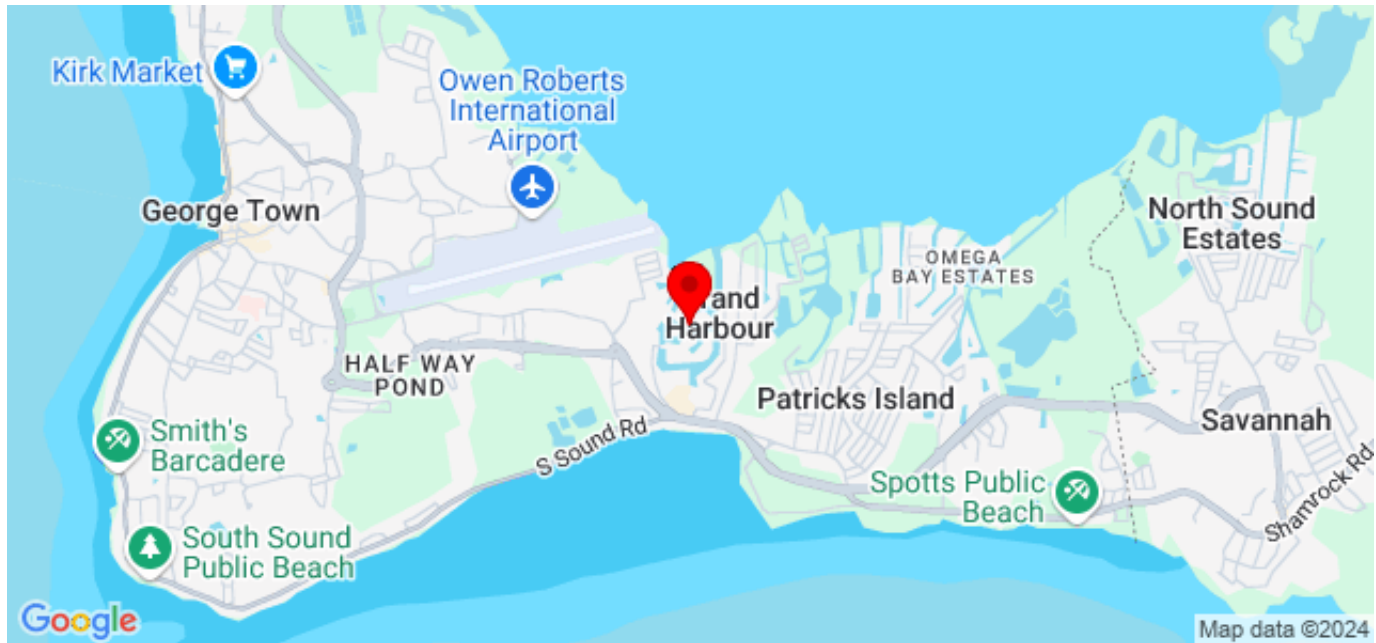 Kirk Market
Owen Roberts
International
Airport
George Town
North Sound
Estates
OMEGA
BAY ESTATES
Harbour
HALF WAY
POND
Patricks Island
Savannah
Smith's
Barcadere
S Sound Rd
Spotts Public
Beach
Shamrock Rd
South Sound
Public Beach
Google
Map data ©2024